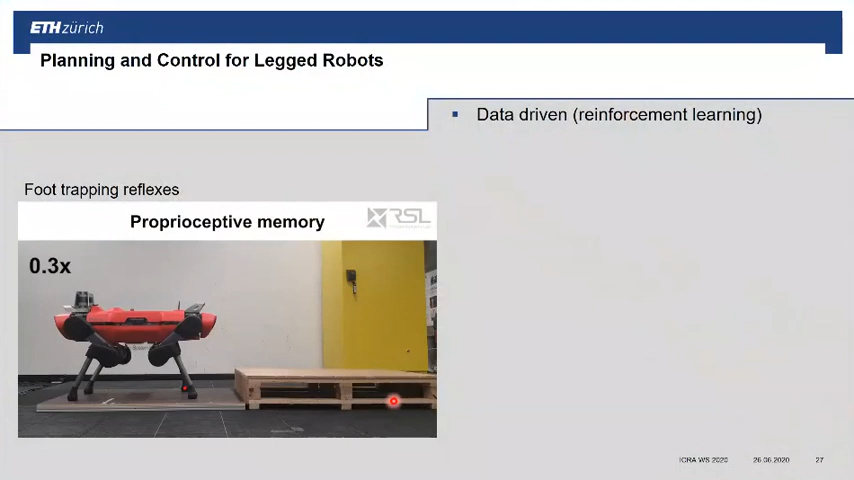 ETH zürich
Planning and Control for Legged Robots
▪ Data driven (reinforcement learning)
Foot trapping reflexes
Proprioceptive memory
RSL
0.3x
ICRA WS 2020 26.06.2020 27